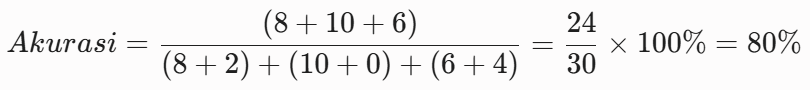 Akurasi = (8 + 10 + 6) / ((8 + 2) + (10 + 0) + (6 + 4)) = 24 / 30 × 100% = 80%